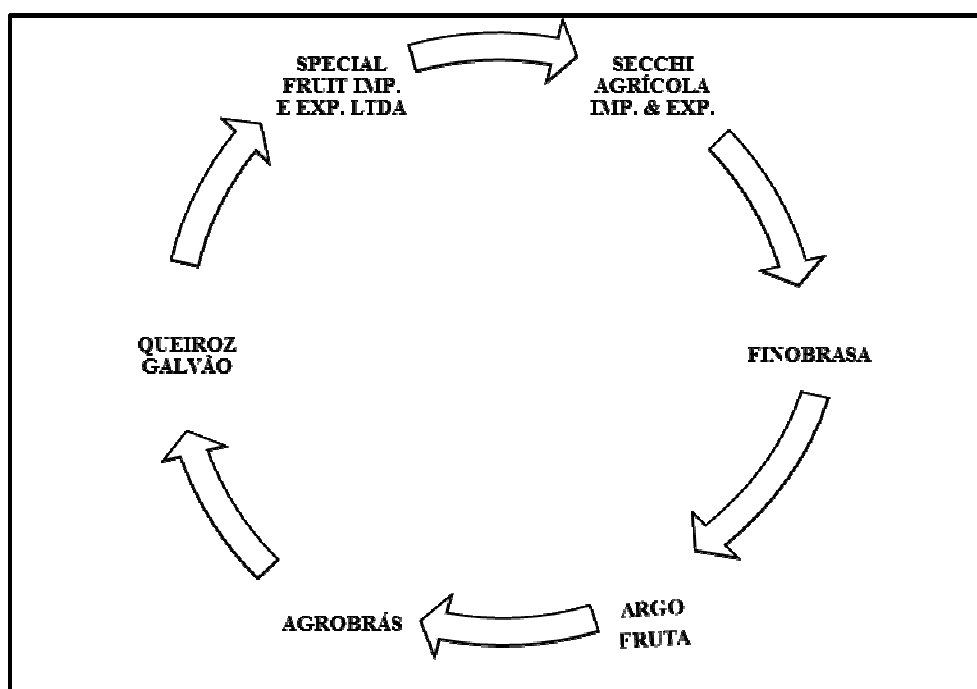 SPECIAL
FRUIT IMP.
E EXP. LTDA
SECCHI
AGRÍCOLA
IMP. & EXP.
FINOBRASA
ARGO
FRUTA
AGROBRÁS
QUEIROZ
GALVÃO